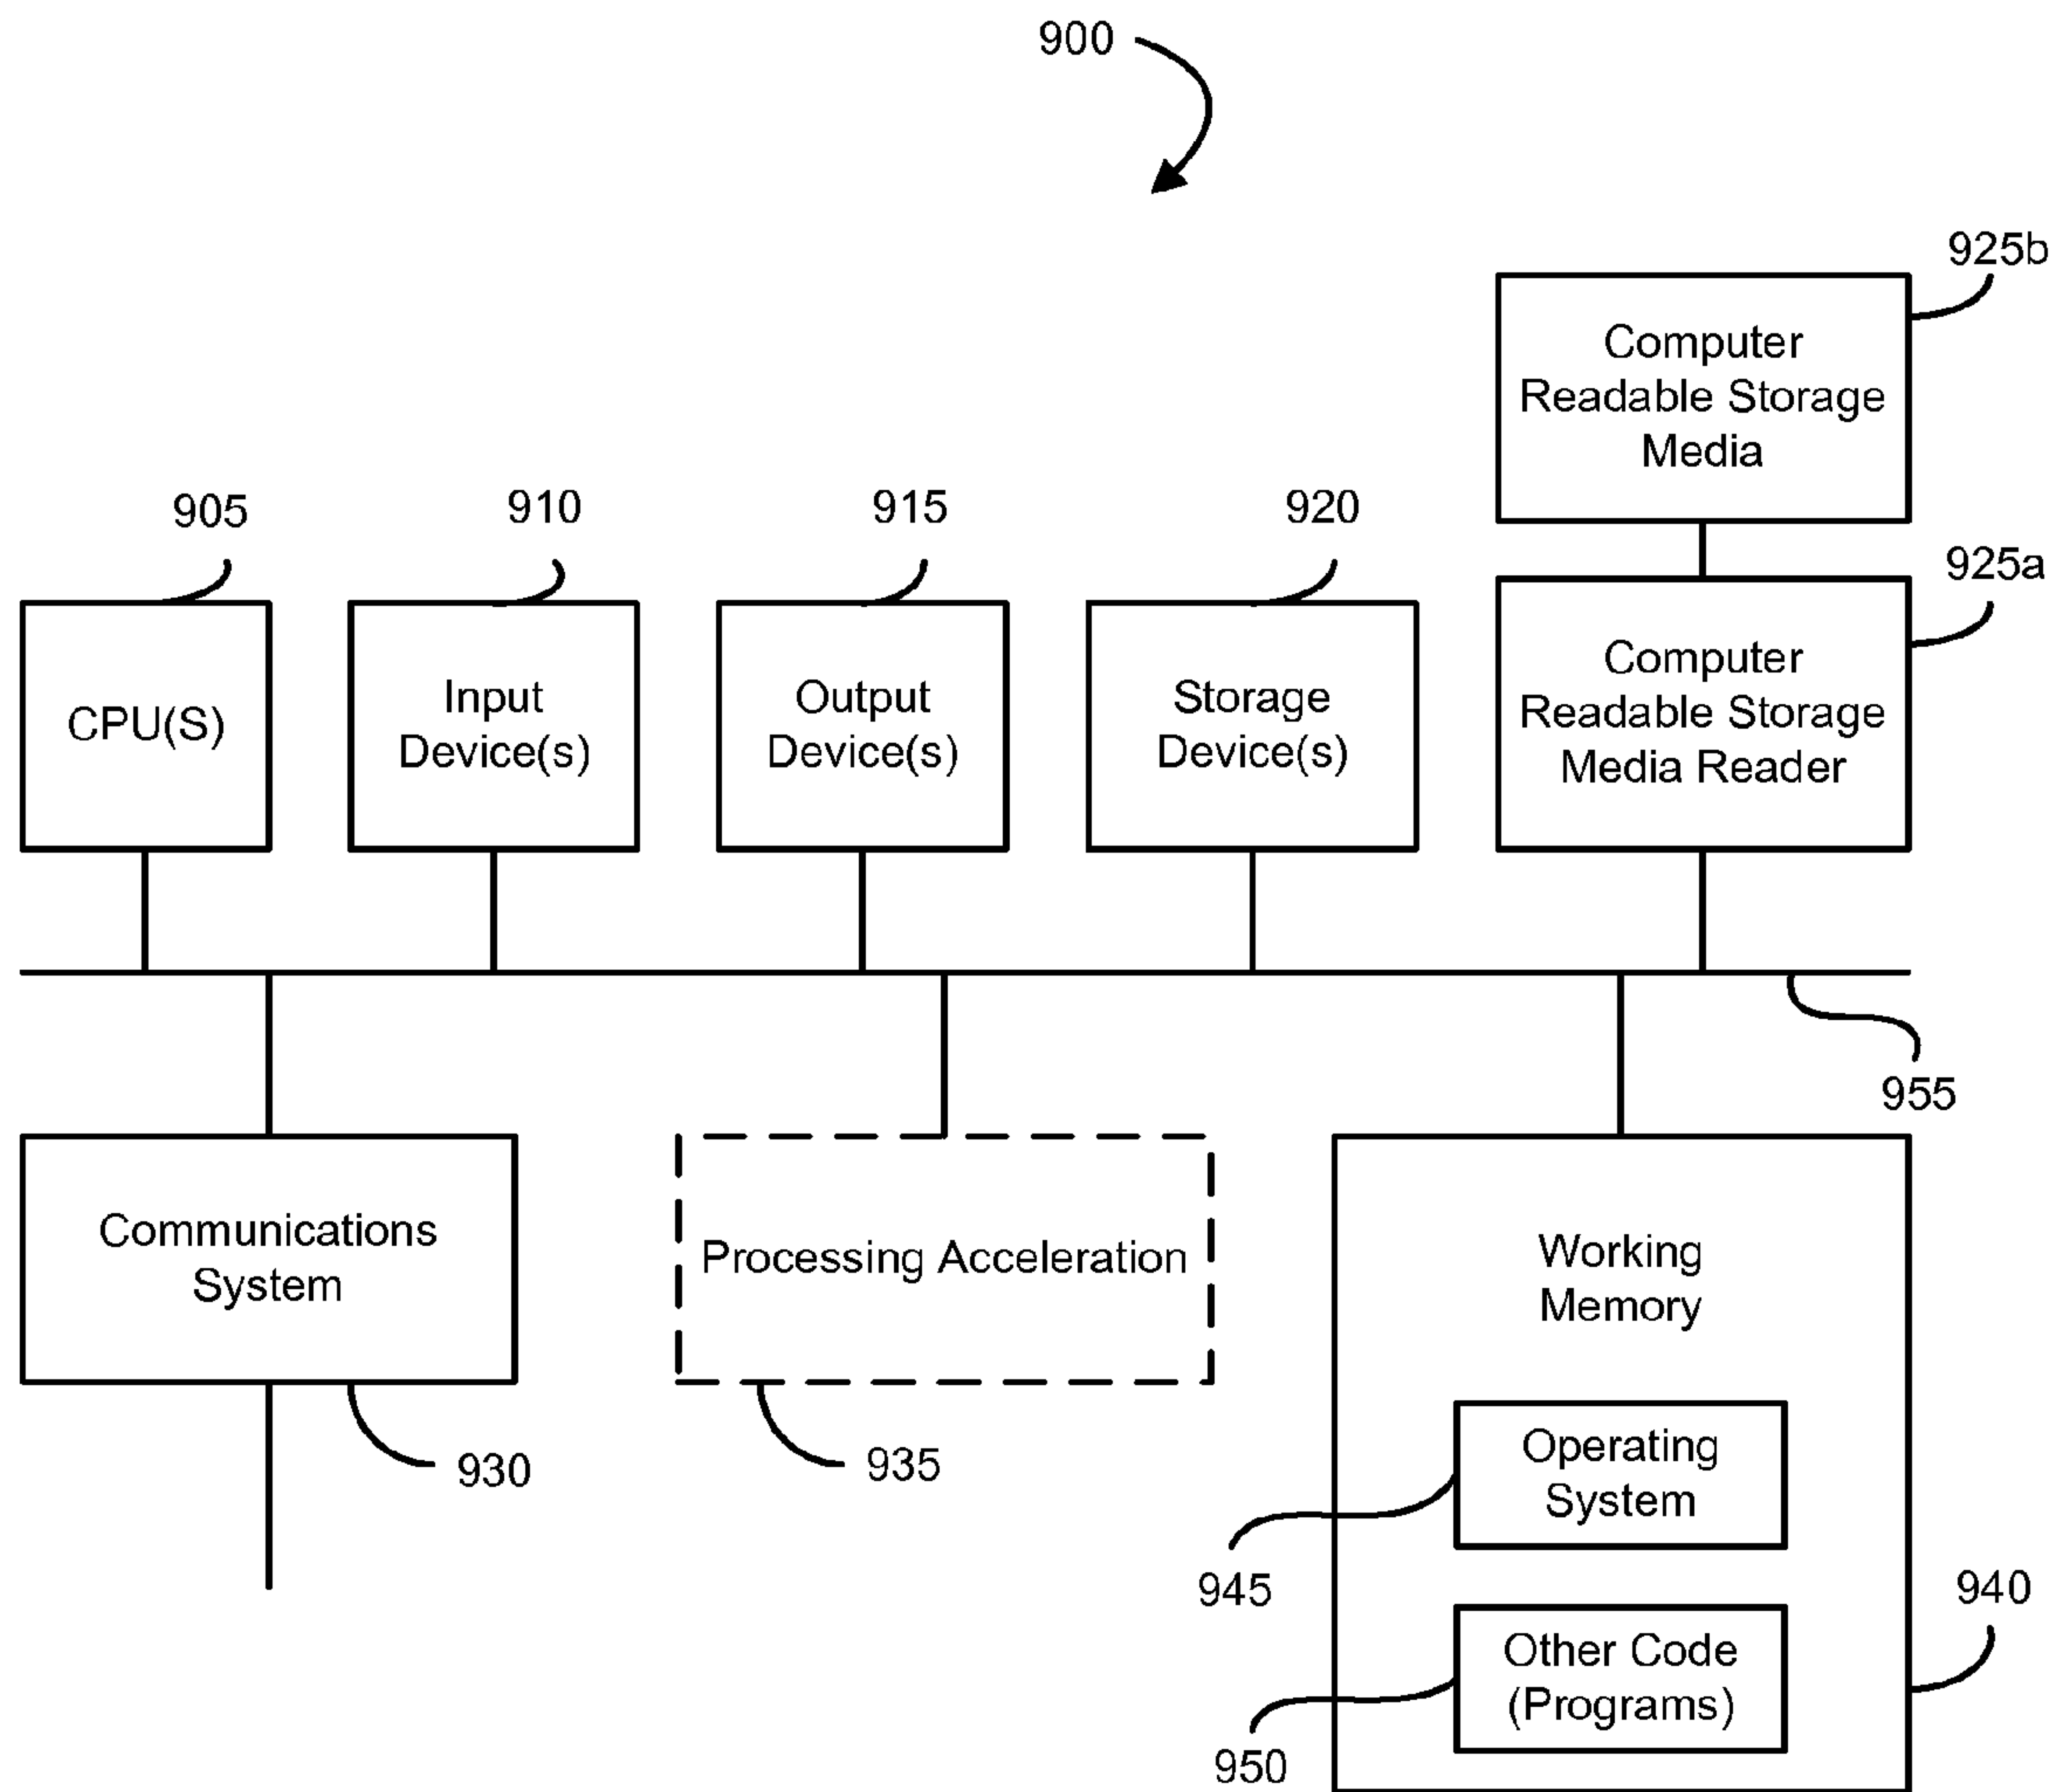 900
925b
Computer
Readable Storage
Media
905
910
915
920
925a
CPU(S)
Input
Device(s)
Output
Device(s)
Storage
Device(s)
Computer
Readable Storage
Media Reader
955
Communications
System
Processing Acceleration
Working
Memory
930
935
Operating
System
945
940
Other Code
(Programs)
950